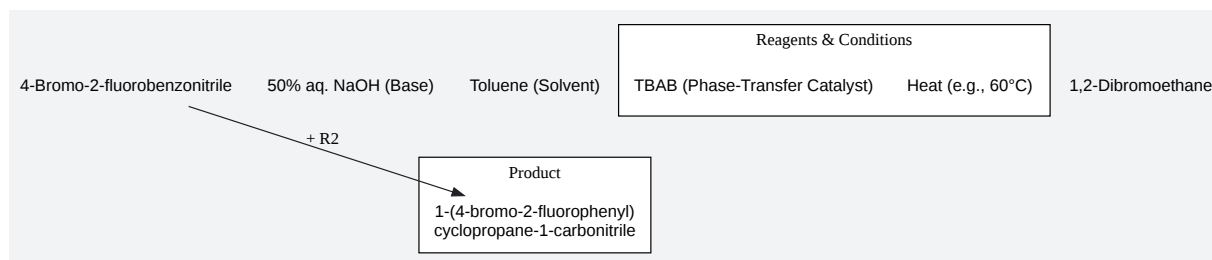 Reagents & Conditions
4-Bromo-2-fluorobenzonitrile 50% aq. NaOH (Base) Toluene (Solvent) TBAB (Phase-Transfer Catalyst) Heat (e.g., 60°C) 1,2-Dibromoethane
+ R2
Product
1-(4-bromo-2-fluorophenyl)
cyclopropane-1-carbonitrile